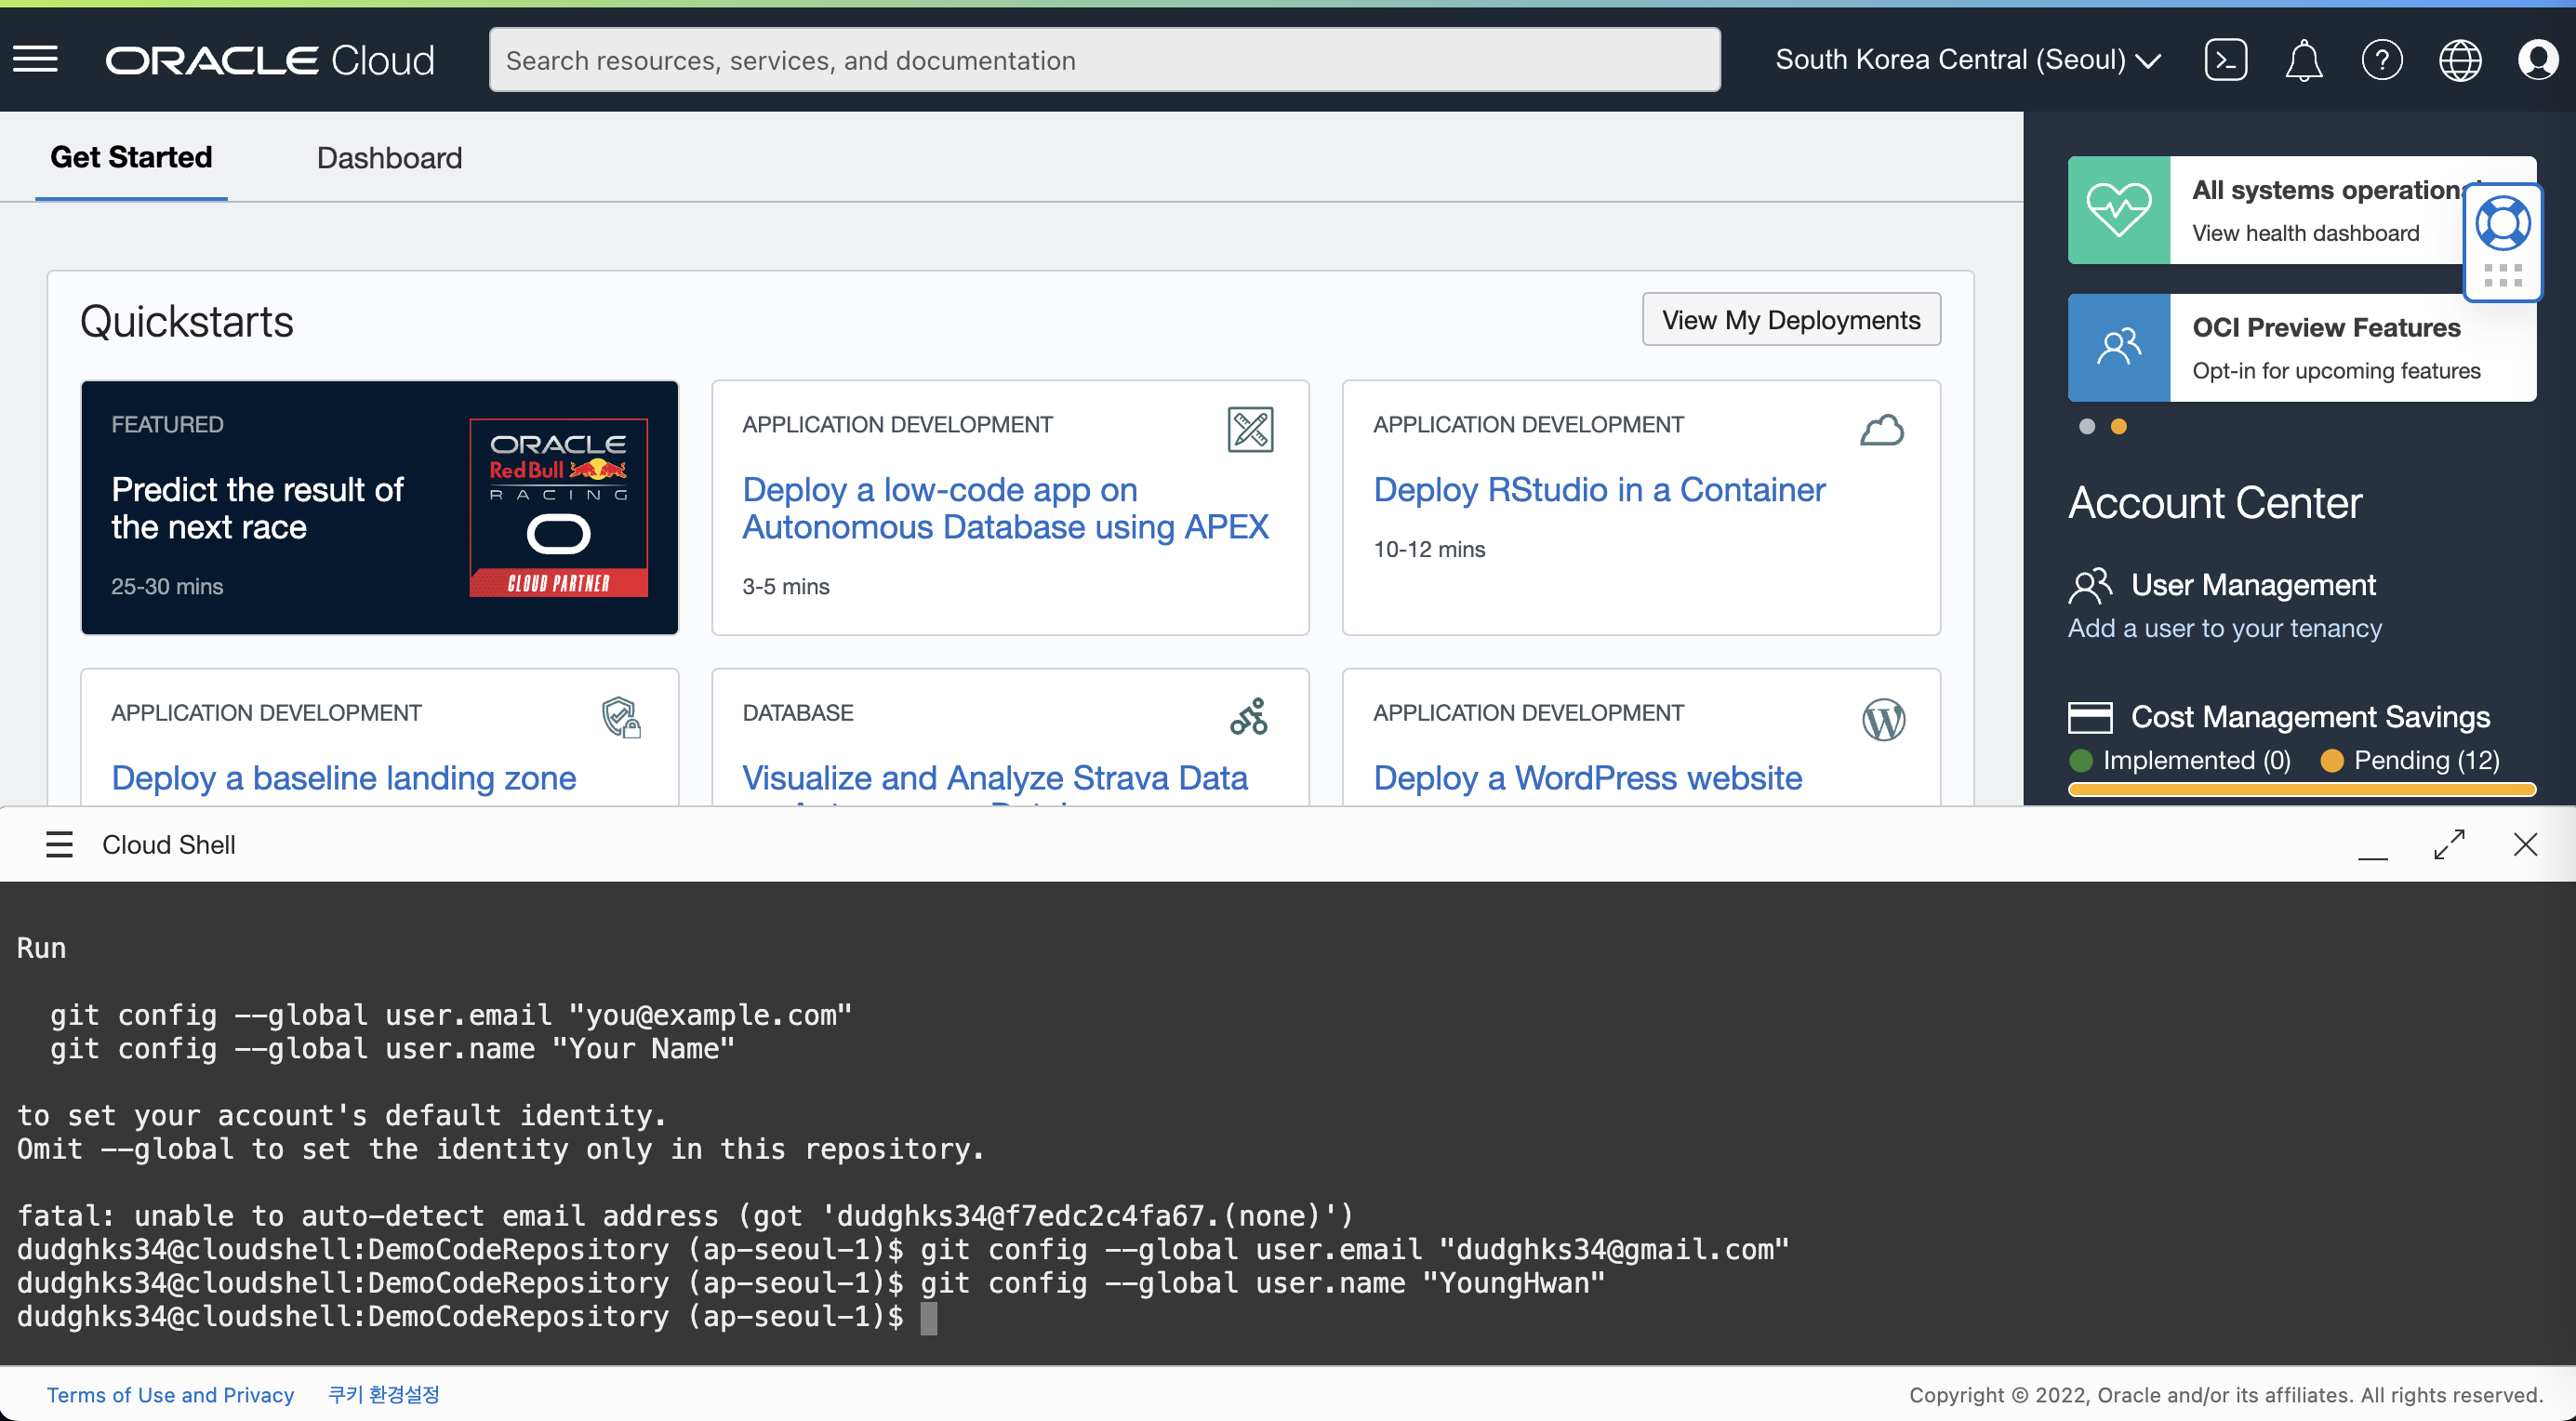 ORACLE Cloud
Search resources, services, and documentation
South Korea Central (Seoul)
Get Started
Dashboard
All systems operationa
View health dashboard
Quickstarts
View My Deployments
OCI Preview Features
Opt-in for upcoming features
FEATURED
Predict the result of
the next race
25-30 mins
ORACLE
Red Bull
RACING
CLOUD PARTNER
APPLICATION DEVELOPMENT
Deploy a low-code app on
Autonomous Database using APEX
3-5 mins
APPLICATION DEVELOPMENT
Deploy RStudio in a Container
10-12 mins
Account Center
User Management
Add a user to your tenancy
Cost Management Savings
Implemented (0)
Pending (12)
APPLICATION DEVELOPMENT
Deploy a baseline landing zone
DATABASE
Visualize and Analyze Strava Data
APPLICATION DEVELOPMENT
Deploy a WordPress website
Cloud Shell
Run
git config --global user.email "you@example.com"
git config --global user.name "Your Name"
to set your account's default identity.
Omit --global to set the identity only in this repository.
fatal: unable to auto-detect email address (got 'dudghks34@f7edc2c4fa67.(none)')
dudghks34@cloudshell:DemoCodeRepository (ap-seoul-1)$ git config --global user.email "dudghks34@gmail.com"
dudghks34@cloudshell:DemoCodeRepository (ap-seoul-1)$ git config --global user.name "YoungHwan"
dudghks34@cloudshell:DemoCodeRepository (ap-seoul-1)$
Terms of Use and Privacy
쿠키 환경설정
Copyright © 2022, Oracle and/or its affiliates. All rights reserved.